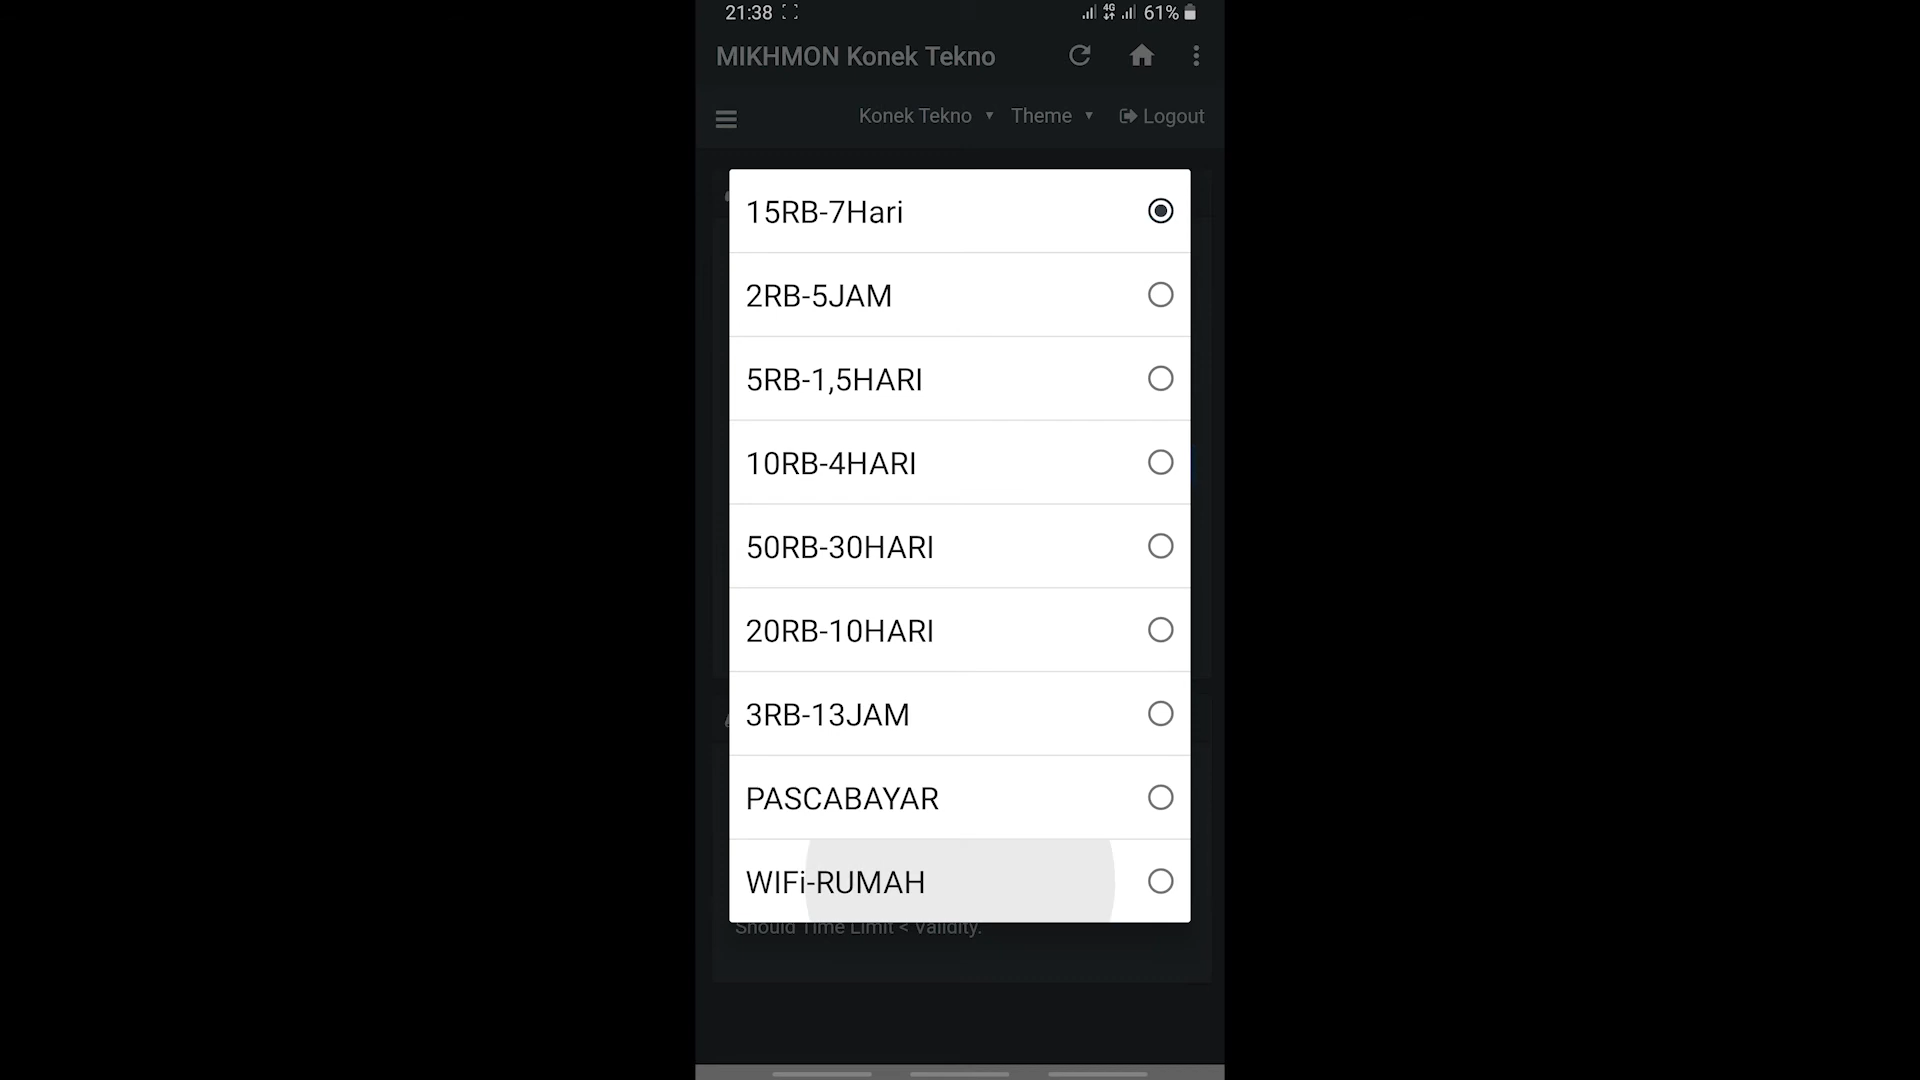 21:38 4G 61%
MIKHMON Konek Tekno
Konek Tekno Theme Logout
15RB-7Hari
2RB-5JAM
5RB-1,5HARI
10RB-4HARI
50RB-30HARI
20RB-10HARI
3RB-13JAM
PASCABAYAR
WIFi-RUMAH
Should Time Limit < Validity.